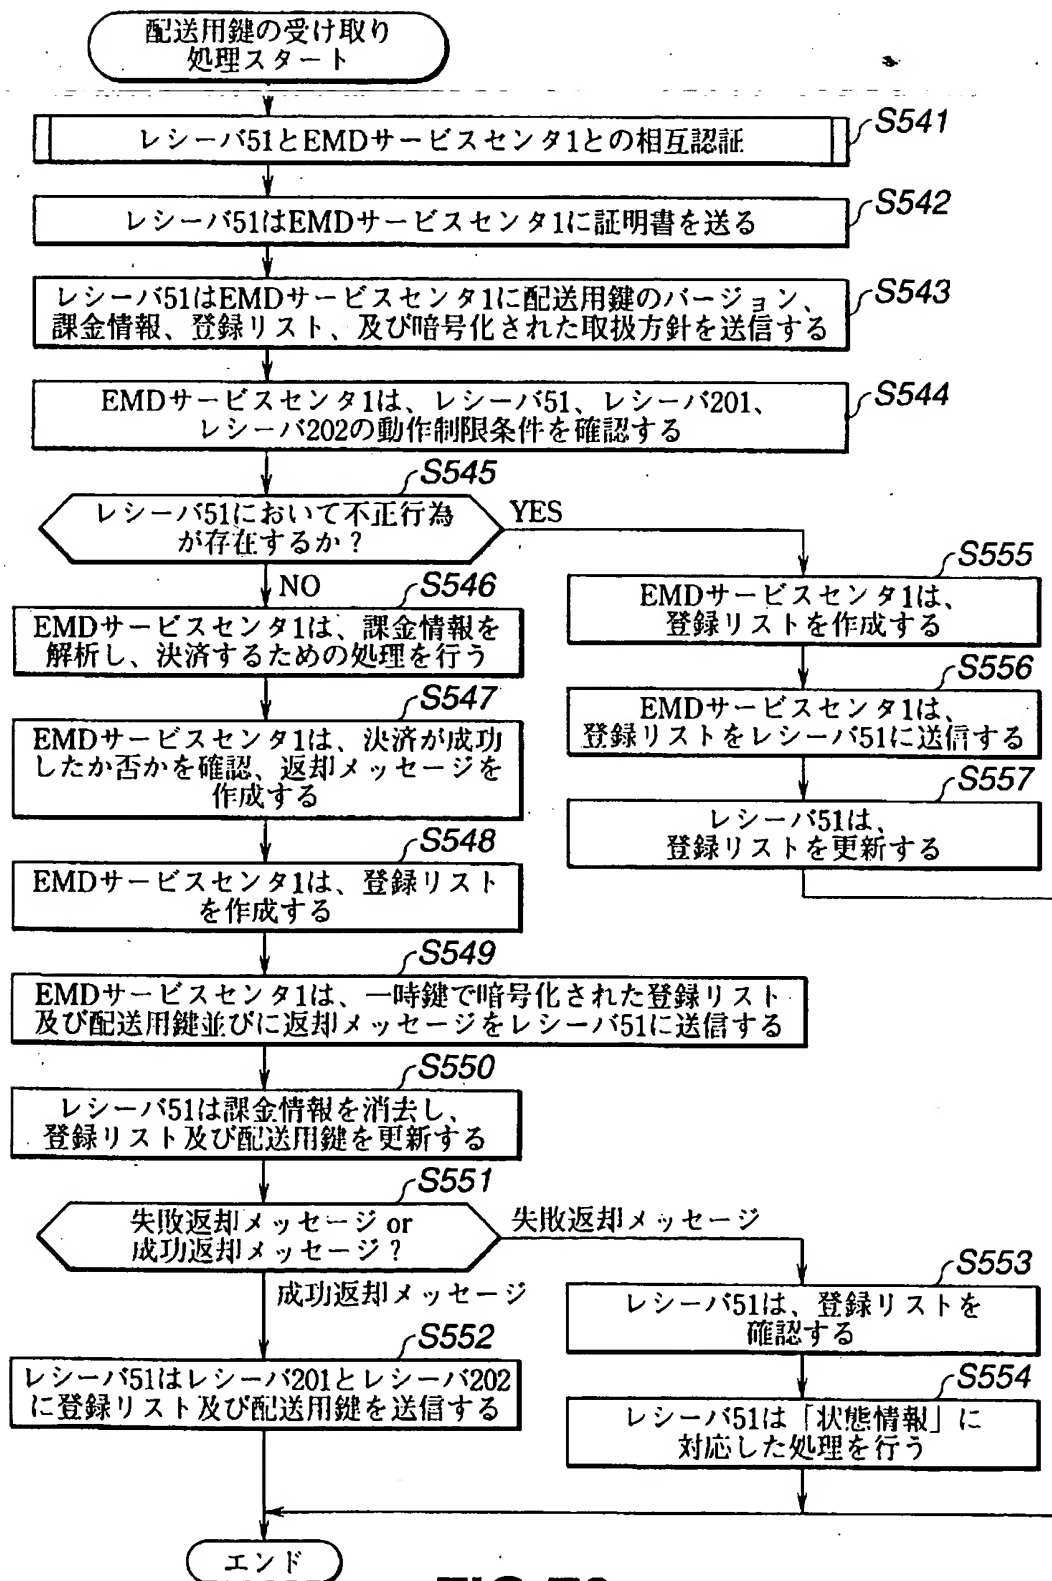 配送用鍵の受け取り
処理スタート
S541
レシーバ51とEMDサービスセンタ1との相互認証
S542
レシーバ51はEMDサービスセンタ1に証明書を送る
S543
レシーバ51はEMDサービスセンタ1に配送用鍵のバージョン、
課金情報、登録リスト、及び暗号化された取扱方針を送信する
S544
EMDサービスセンタ1は、レシーバ51、レシーバ201、
レシーバ202の動作制限条件を確認する
S545
レシーバ51において不正行為
が存在するか?
YES
NO
S546
EMDサービスセンタ1は、課金情報を
解析し、決済するための処理を行う
S547
EMDサービスセンタ1は、決済が成功
したか否かを確認、返却メッセージを
作成する
S548
EMDサービスセンタ1は、登録リスト
を作成する
S555
EMDサービスセンタ1は、
登録リストを作成する
S556
EMDサービスセンタ1は、
登録リストをレシーバ51に送信する
S557
レシーバ51は、
登録リストを更新する
S549
EMDサービスセンタ1は、一時鍵で暗号化された登録リスト
及び配送用鍵並びに返却メッセージをレシーバ51に送信する
S550
レシーバ51は課金情報を消去し、
登録リスト及び配送用鍵を更新する
S551
失敗返却メッセージ or
成功返却メッセージ?
失敗返却メッセージ
成功返却メッセージ
S552
レシーバ51はレシーバ201とレシーバ202
に登録リスト及び配送用鍵を送信する
S553
レシーバ51は、登録リストを
確認する
S554
レシーバ51は「状態情報」に
対応した処理を行う
エンド